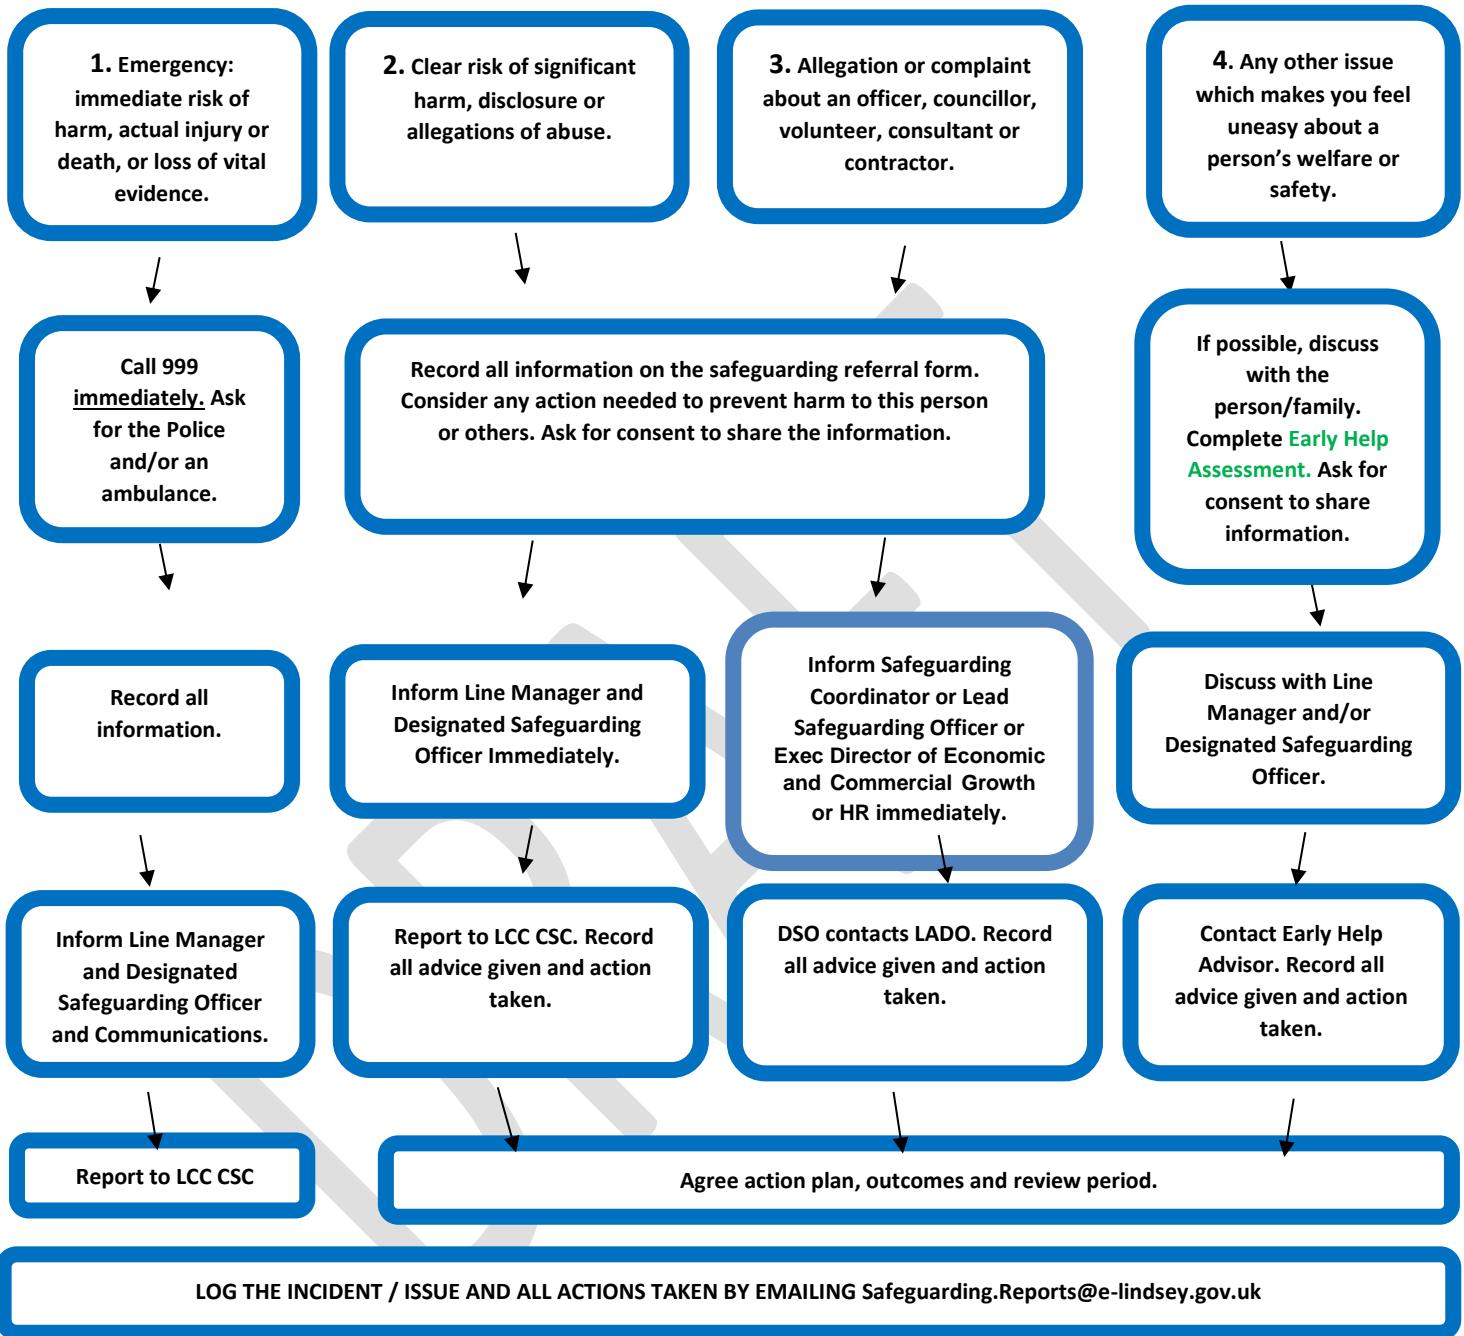 1. Emergency:
immediate risk of
harm, actual injury or
death, or loss of vital
evidence.
2. Clear risk of significant
harm, disclosure or
allegations of abuse.
3. Allegation or complaint
about an officer, councillor,
volunteer, consultant or
contractor.
4. Any other issue
which makes you feel
uneasy about a
person's welfare or
safety.
Call 999
immediately. Ask
for the Police
and/or an
ambulance.
Record all information on the safeguarding referral form.
Consider any action needed to prevent harm to this person
or others. Ask for consent to share the information.
If possible, discuss
with the
person/family.
Complete Early Help
Assessment. Ask for
consent to share
information.
Record all
information.
Inform Line Manager and
Designated Safeguarding
Officer Immediately.
Inform Safeguarding
Coordinator or Lead
Safeguarding Officer or
Exec Director of Economic
and Commercial Growth
or HR immediately.
Discuss with Line
Manager and/or
Designated Safeguarding
Officer.
Inform Line Manager
and Designated
Safeguarding Officer
and Communications.
Report to LCC CSC. Record
all advice given and action
taken.
DSO contacts LADO. Record
all advice given and action
taken.
Contact Early Help
Advisor. Record all
advice given and action
taken.
Report to LCC CSC
Agree action plan, outcomes and review period.
LOG THE INCIDENT / ISSUE AND ALL ACTIONS TAKEN BY EMAILING Safeguarding.Reports@e-lindsey.gov.uk
DRAFT